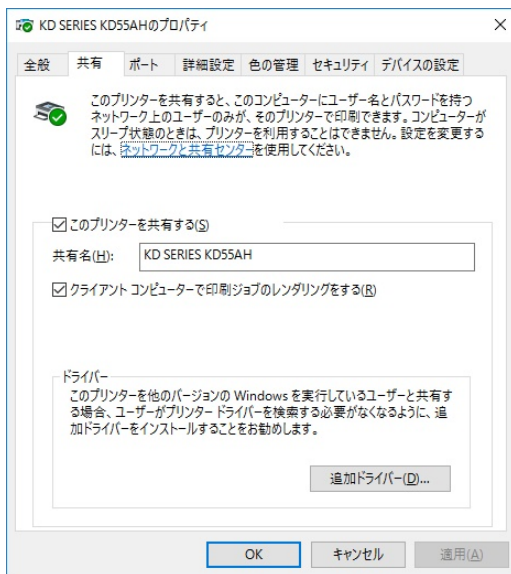 KD SERIES KD55AHのプロパティ
全般 共有 ポート 詳細設定 色の管理 セキュリティ デバイスの設定
このプリンターを共有すると、このコンピューターにユーザー名とパスワードを持つ
ネットワーク上のユーザーのみが、そのプリンターで印刷できます。コンピューターが
スリープ状態のときは、プリンターを利用することはできません。設定を変更する
には、ネットワークと共有センターを使用してください。
このプリンターを共有する(S)
共有名(H): KD SERIES KD55AH
クライアント コンピューターで印刷ジョブのレンダリングをする(R)
ドライバー
このプリンターを他のバージョンの Windows を実行しているユーザーと共有す
る場合、ユーザーがプリンター ドライバーを検索する必要がなくなるように、追
加ドライバーをインストールすることをお勧めします。
追加ドライバー(D)...
OK キャンセル 適用(A)